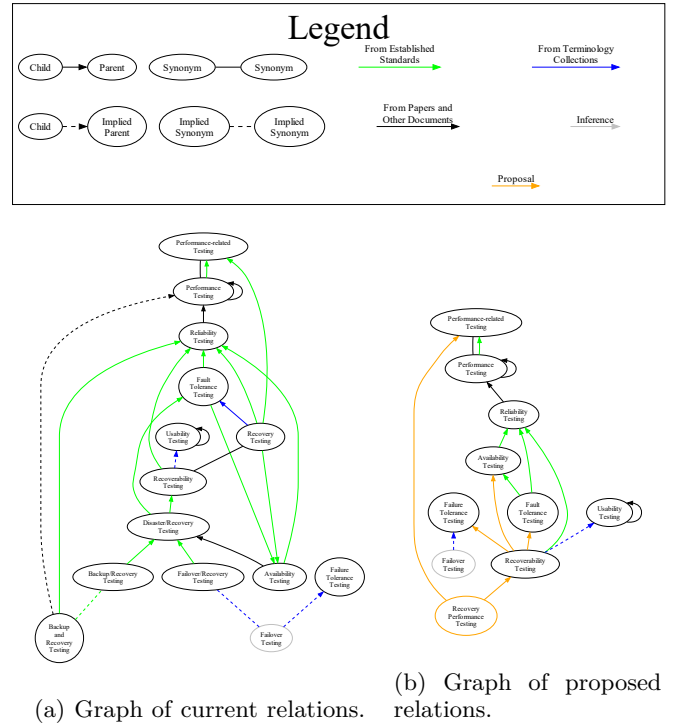 Legend
Child
Parent
Synonym
Synonym
From Established
Standards
From Terminology
Collections
Child
Implied
Parent
Implied
Synonym
Implied
Synonym
From Papers and
Other Documents
Inference
Proposal
Performance-related
Testing
Performance
Testing
Reliability
Testing
Fault
Tolerance
Testing
Usability
Testing
Recovery
Testing
Recoverability
Testing
Disaster/Recovery
Testing
Backup/Recovery
Testing
Failover/Recovery
Testing
Availability
Testing
Failure
Tolerance
Testing
Backup
and
Recovery
Testing
Failover
Testing
(a) Graph of current relations.
Performance-related
Testing
Performance
Testing
Reliability
Testing
Availability
Testing
Failure
Tolerance
Testing
Fault
Tolerance
Testing
Usability
Testing
Failover
Testing
Recoverability
Testing
Recovery
Performance
Testing
(b) Graph of proposed
relations.